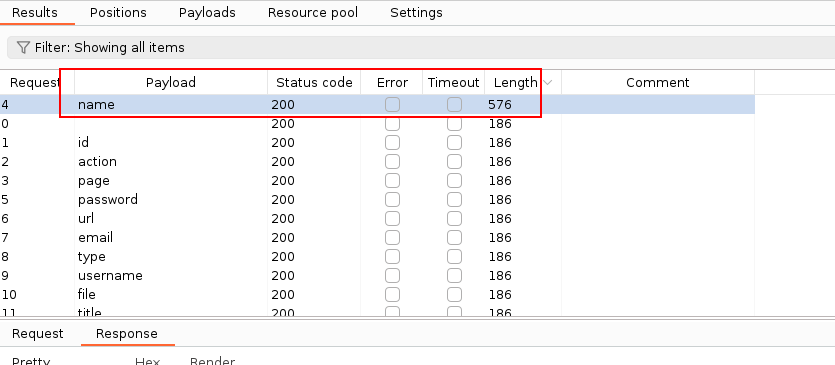 Results Positions Payloads Resource pool Settings
Filter: Showing all items
Request Payload Status code Error Timeout Length Comment
4 name 200 576
0 200 186
1 id 200 186
2 action 200 186
3 page 200 186
5 password 200 186
6 url 200 186
7 email 200 186
8 type 200 186
9 username 200 186
10 file 200 186
11 title 200 186
Request Response
Pretty Hex Render